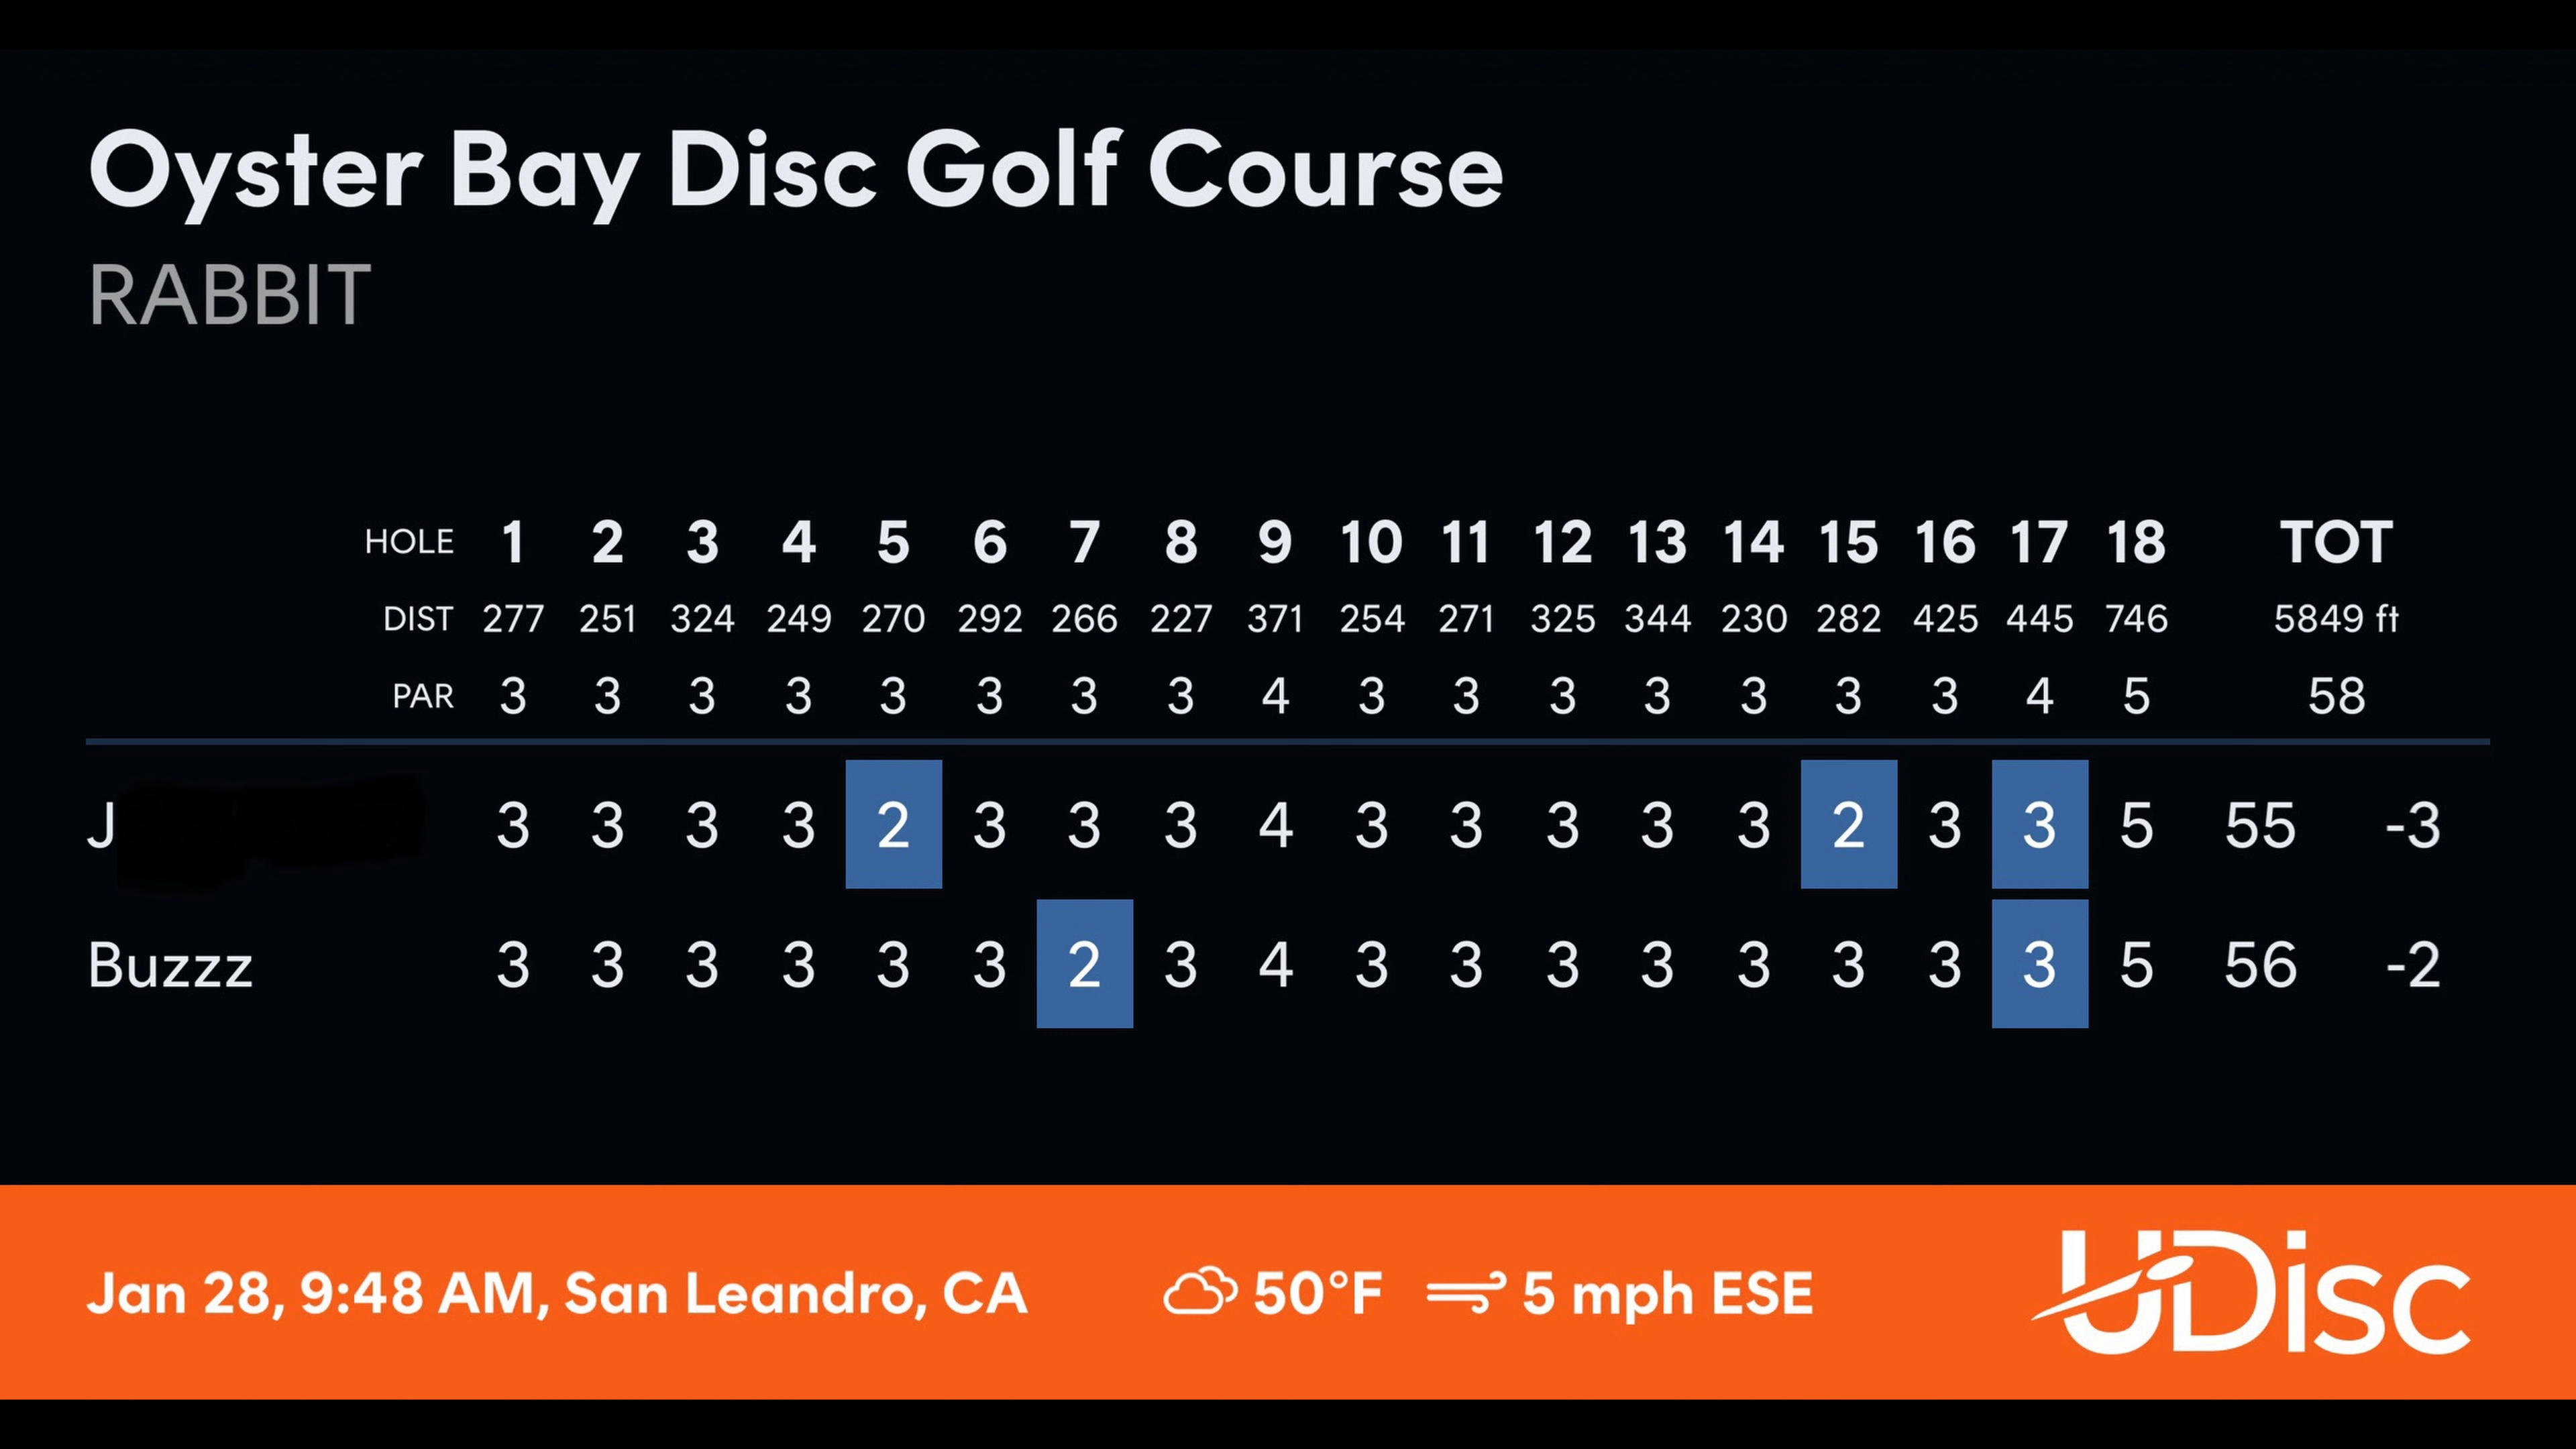 Oyster Bay Disc Golf Course
RABBIT
HOLE 1 2 3 4 5 6 7 8 9 10 11 12 13 14 15 16 17 18 TOT
DIST 277 251 324 249 270 292 266 227 371 254 271 325 344 230 282 425 445 746 5849 ft
PAR 3 3 3 3 3 3 3 3 4 3 3 3 3 3 3 3 4 5 58
J 3 3 3 3 2 3 3 3 4 3 3 3 3 3 2 3 3 5 55 -3
Buzzz 3 3 3 3 3 3 2 3 4 3 3 3 3 3 3 3 3 5 56 -2
Jan 28, 9:48 AM, San Leandro, CA 50°F 5 mph ESE UDisc